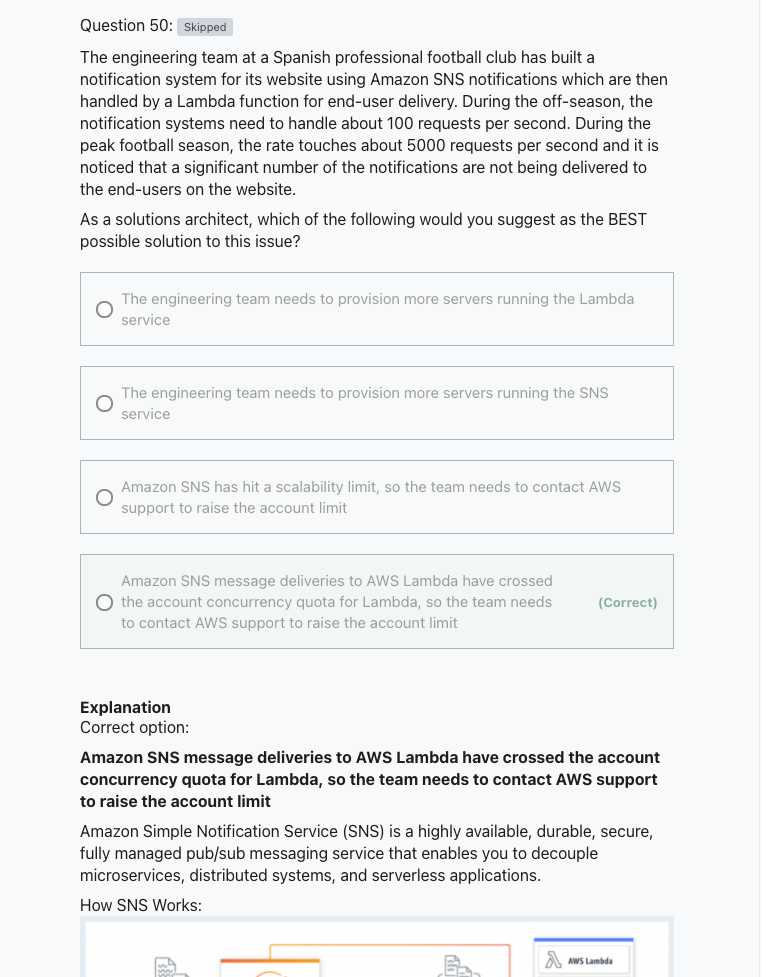 Question 50: Skipped
The engineering team at a Spanish professional football club has built a
notification system for its website using Amazon SNS notifications which are then
handled by a Lambda function for end-user delivery. During the off-season, the
notification systems need to handle about 100 requests per second. During the
peak football season, the rate touches about 5000 requests per second and it is
noticed that a significant number of the notifications are not being delivered to
the end-users on the website.
As a solutions architect, which of the following would you suggest as the BEST
possible solution to this issue?
The engineering team needs to provision more servers running the Lambda
service
The engineering team needs to provision more servers running the SNS
service
Amazon SNS has hit a scalability limit, so the team needs to contact AWS
support to raise the account limit
Amazon SNS message deliveries to AWS Lambda have crossed
the account concurrency quota for Lambda, so the team needs (Correct)
to contact AWS support to raise the account limit
Explanation
Correct option:
Amazon SNS message deliveries to AWS Lambda have crossed the account
concurrency quota for Lambda, so the team needs to contact AWS support
to raise the account limit
Amazon Simple Notification Service (SNS) is a highly available, durable, secure,
fully managed pub/sub messaging service that enables you to decouple
microservices, distributed systems, and serverless applications.
How SNS Works:
AWS Lambda